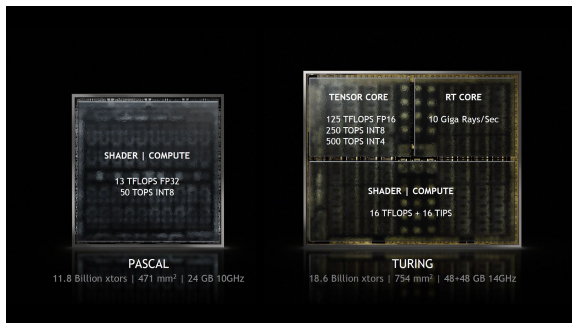 SHADER | COMPUTE
13 TFLOPS FP32
50 TOPS INT8
PASCAL
11.8 Billion xtors | 471 mm² | 24 GB 10GHz
TENSOR CORE
125 TFLOPS FP16
250 TOPS INT8
500 TOPS INT4
RT CORE
10 Giga Rays/Sec
SHADER | COMPUTE
16 TFLOPS + 16 TIPS
TURING
18.6 Billion xtors | 754 mm² | 48+48 GB 14GHz